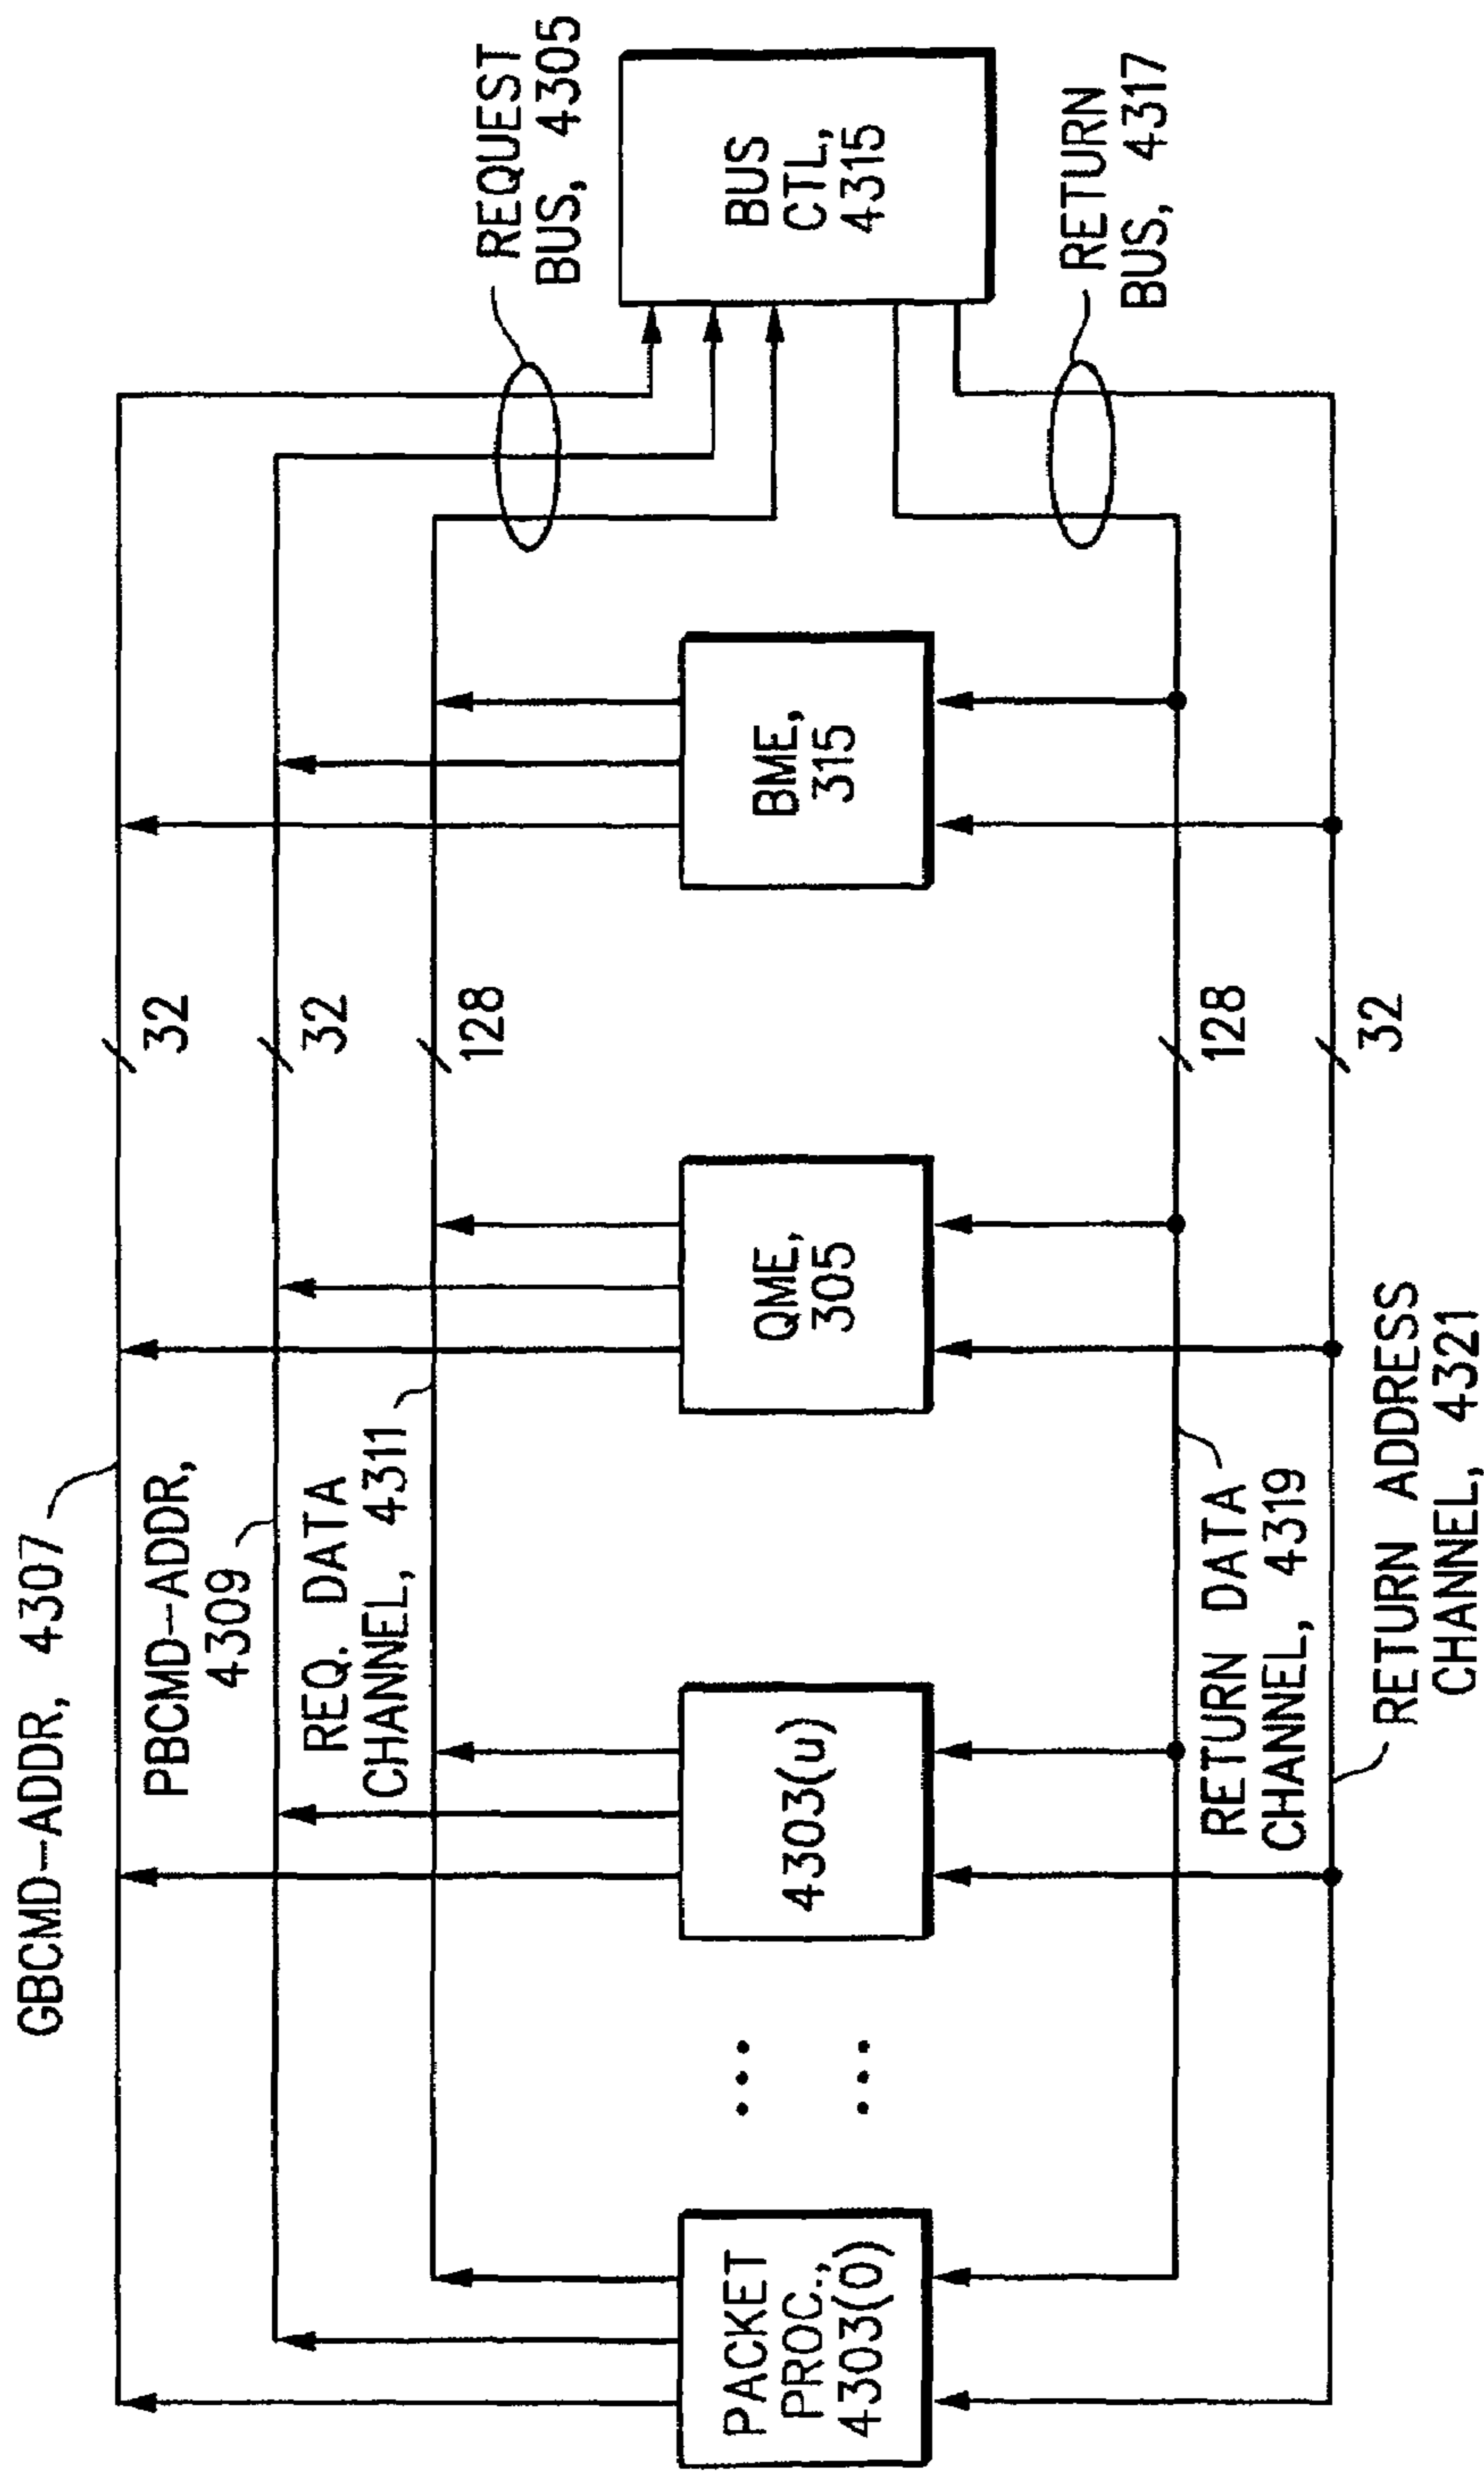 GBCMD-ADDR, 4307
PBCMD-ADDR,
4309
REQ. DATA
CHANNEL, 4311
REQUEST
BUS, 4305
32
32
128
PACKET
PROC.,
4303(0)
...
...
4303(u)
QME,
305
BME,
315
BUS
CTL,
4315
128
32
RETURN
BUS, 4317
RETURN DATA
CHANNEL, 4319
RETURN ADDRESS
CHANNEL, 4321